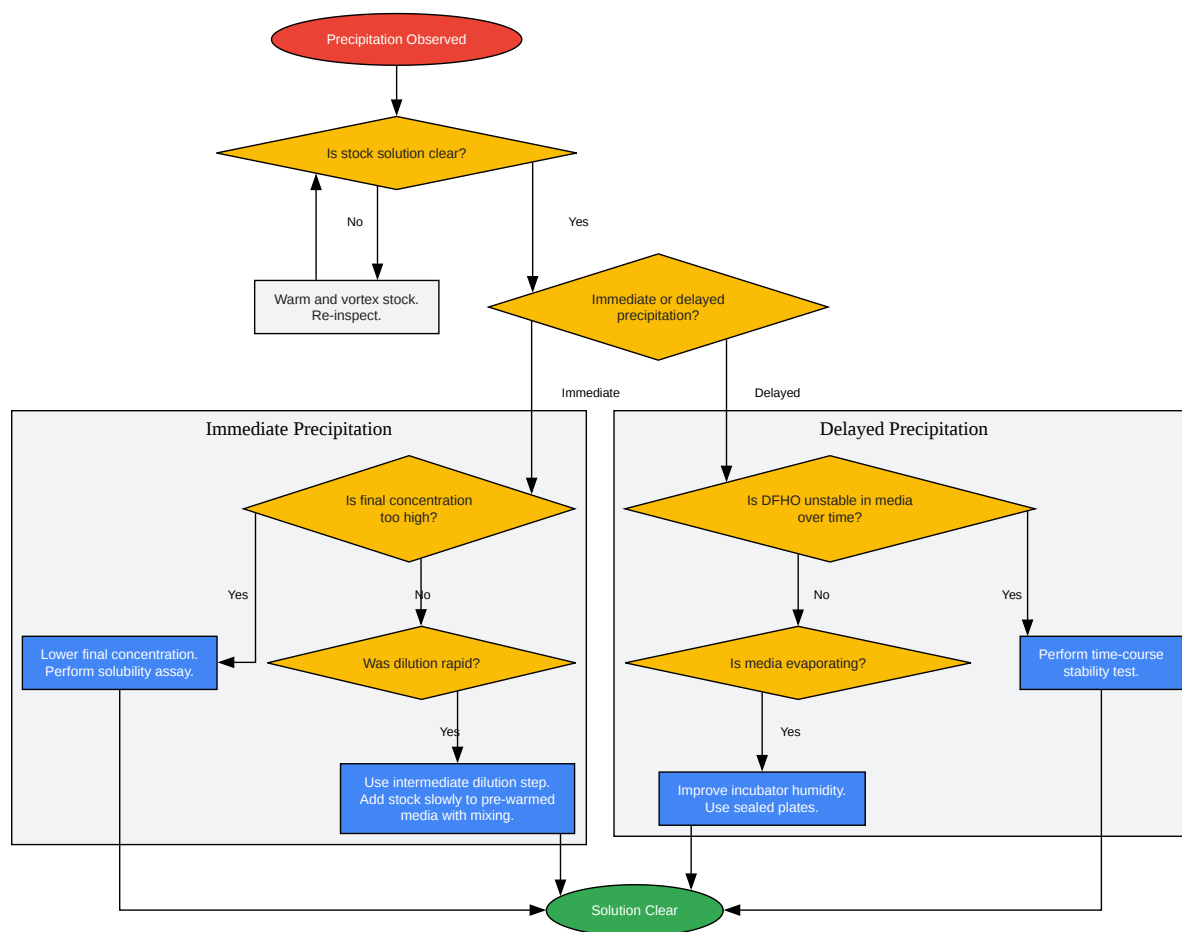 Precipitation Observed
Is stock solution clear?
No
Yes
Warm and vortex stock.
Re-inspect.
Immediate or delayed
precipitation?
Immediate
Delayed
Immediate Precipitation
Is final concentration
too high?
Yes
No
Lower final concentration.
Perform solubility assay.
Was dilution rapid?
Yes
Use intermediate dilution step.
Add stock slowly to pre-warmed
media with mixing.
Delayed Precipitation
Is DFHO unstable in media
over time?
No
Yes
Is media evaporating?
Perform time-course
stability test.
Yes
Improve incubator humidity.
Use sealed plates.
Solution Clear